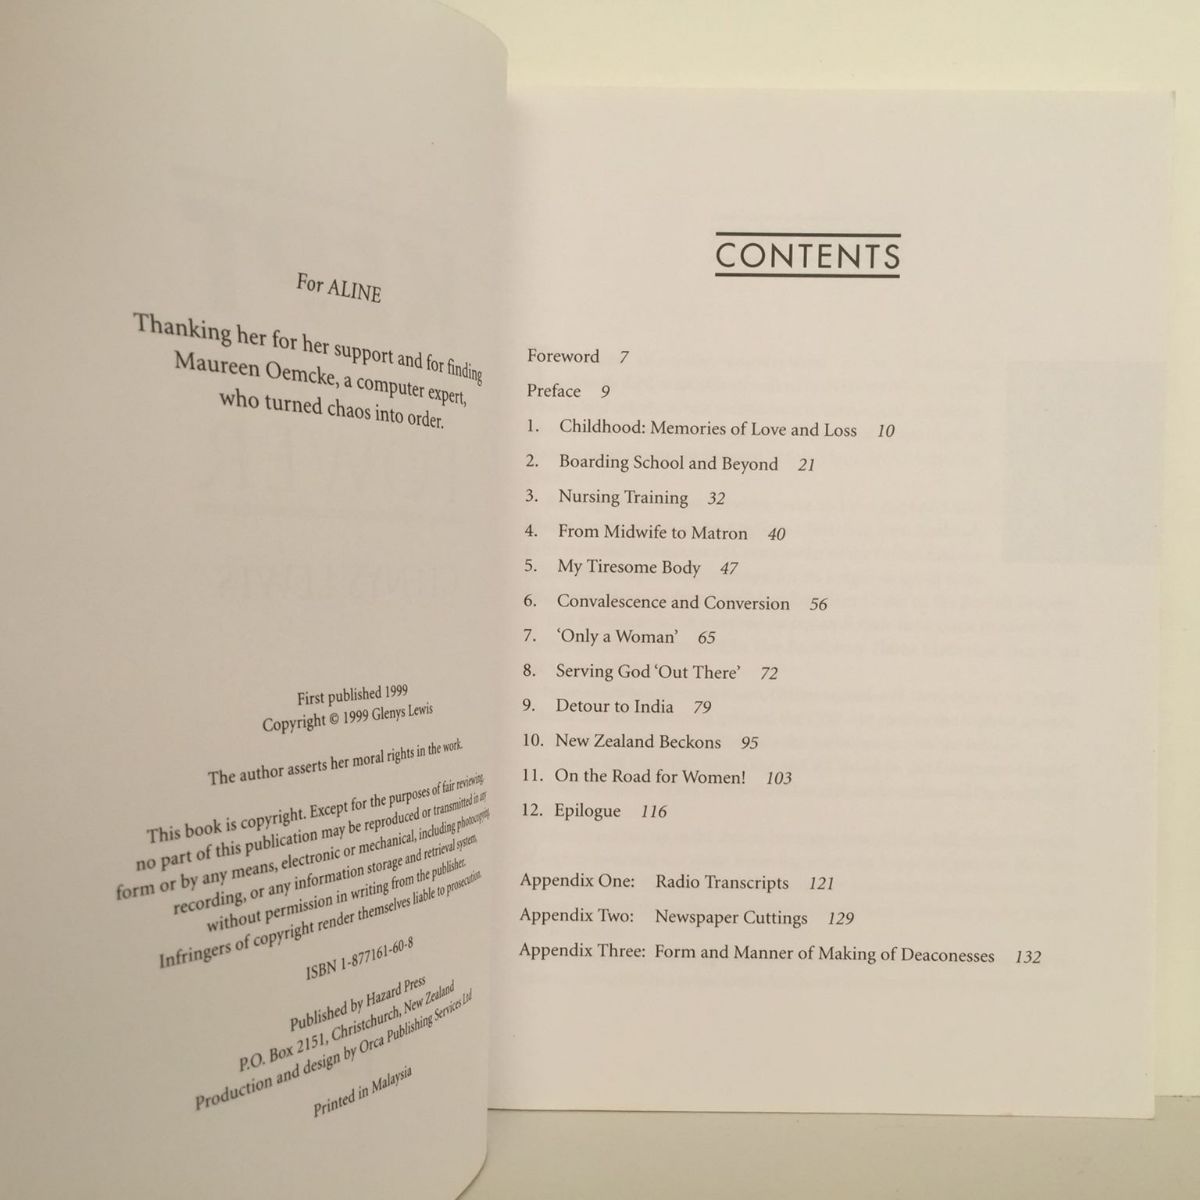 For ALINE
Thanking her for her support and for finding
Maureen Oemcke, a computer expert,
who turned chaos into order.
First published 1999
Copyright © 1999 Glenys Lewis
The author asserts her moral rights in the work.
This book is copyright. Except for the purposes of fair reviewing,
no part of this publication may be reproduced or transmitted in any
form or by any means, electronic or mechanical, including photocopying,
recording, or any information storage and retrieval system,
without permission in writing from the publisher.
Infringers of copyright render themselves liable to prosecution.
ISBN 1-877161-60-8
Published by Hazard Press
P.O. Box 2151, Christchurch, New Zealand
Production and design by Orca Publishing Services Ltd
Printed in Malaysia
CONTENTS
Foreword 7
Preface 9
1. Childhood: Memories of Love and Loss 10
2. Boarding School and Beyond 21
3. Nursing Training 32
4. From Midwife to Matron 40
5. My Tiresome Body 47
6. Convalescence and Conversion 56
7. ‘Only a Woman’ 65
8. Serving God ‘Out There’ 72
9. Detour to India 79
10. New Zealand Beckons 95
11. On the Road for Women! 103
12. Epilogue 116
Appendix One: Radio Transcripts 121
Appendix Two: Newspaper Cuttings 129
Appendix Three: Form and Manner of Making of Deaconesses 132